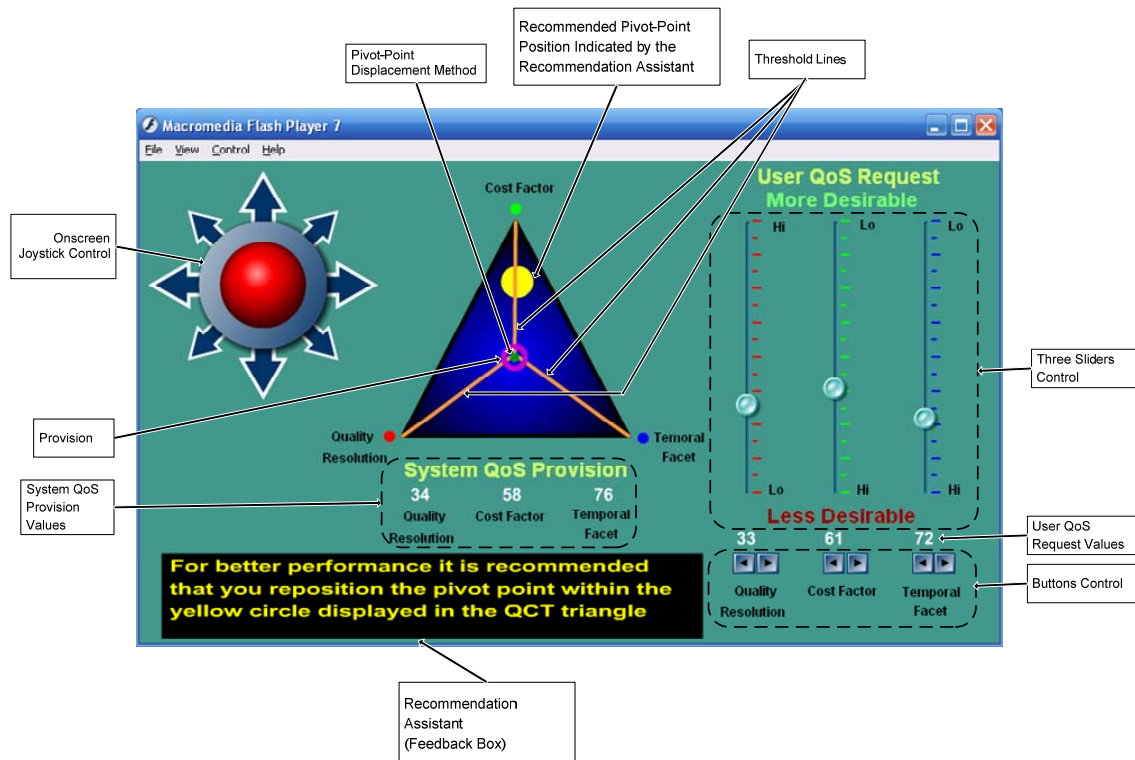 Recommended Pivot-Point
Position Indicated by the
Recommendation Assistant
Pivot-Point
Displacement Method
Threshold Lines
Macromedia Flash Player 7
File View Control Help
User QoS Request
More Desirable
Cost Factor
Hi
Lo
Lo
Onscreen
Joystick Control
Three Sliders
Control
Provision
Quality
Resolution
Temoral
Facet
System QoS Provision
34 58 76
Quality
Resolution
Cost Factor
Temporal
Facet
System QoS
Provision
Values
Lo
Hi
Hi
Less Desirable
33 61 72
User QoS
Request Values
Quality
Resolution
Cost Factor
Temporal
Facet
Buttons Control
For better performance it is recommended
that you reposition the pivot point within the
yellow circle displayed in the QCT triangle
Recommendation
Assistant
(Feedback Box)